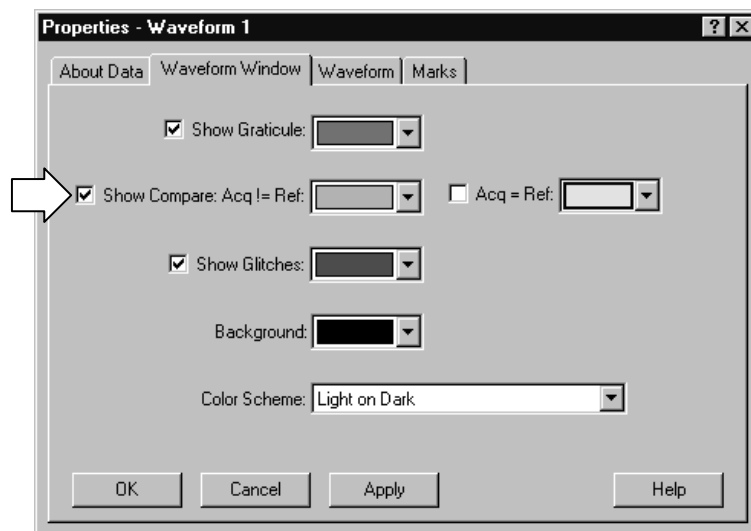 Properties - Waveform 1
About Data Waveform Window Waveform Marks
Show Graticule:
Show Compare: Acq != Ref: Acq = Ref:
Show Glitches:
Background:
Color Scheme: Light on Dark
OK Cancel Apply Help